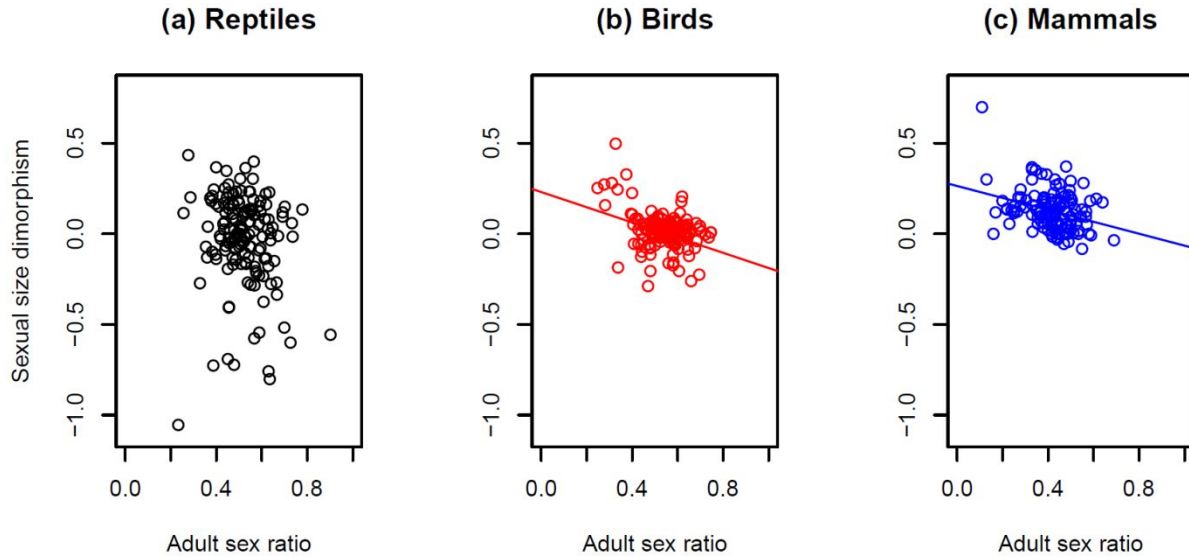 (a) Reptiles
(b) Birds
(c) Mammals
Sexual size dimorphism
0.5
0.0
−0.5
−1.0
0.0 0.4 0.8
Adult sex ratio
0.5
0.0
−0.5
−1.0
0.0 0.4 0.8
Adult sex ratio
0.5
0.0
−0.5
−1.0
0.0 0.4 0.8
Adult sex ratio